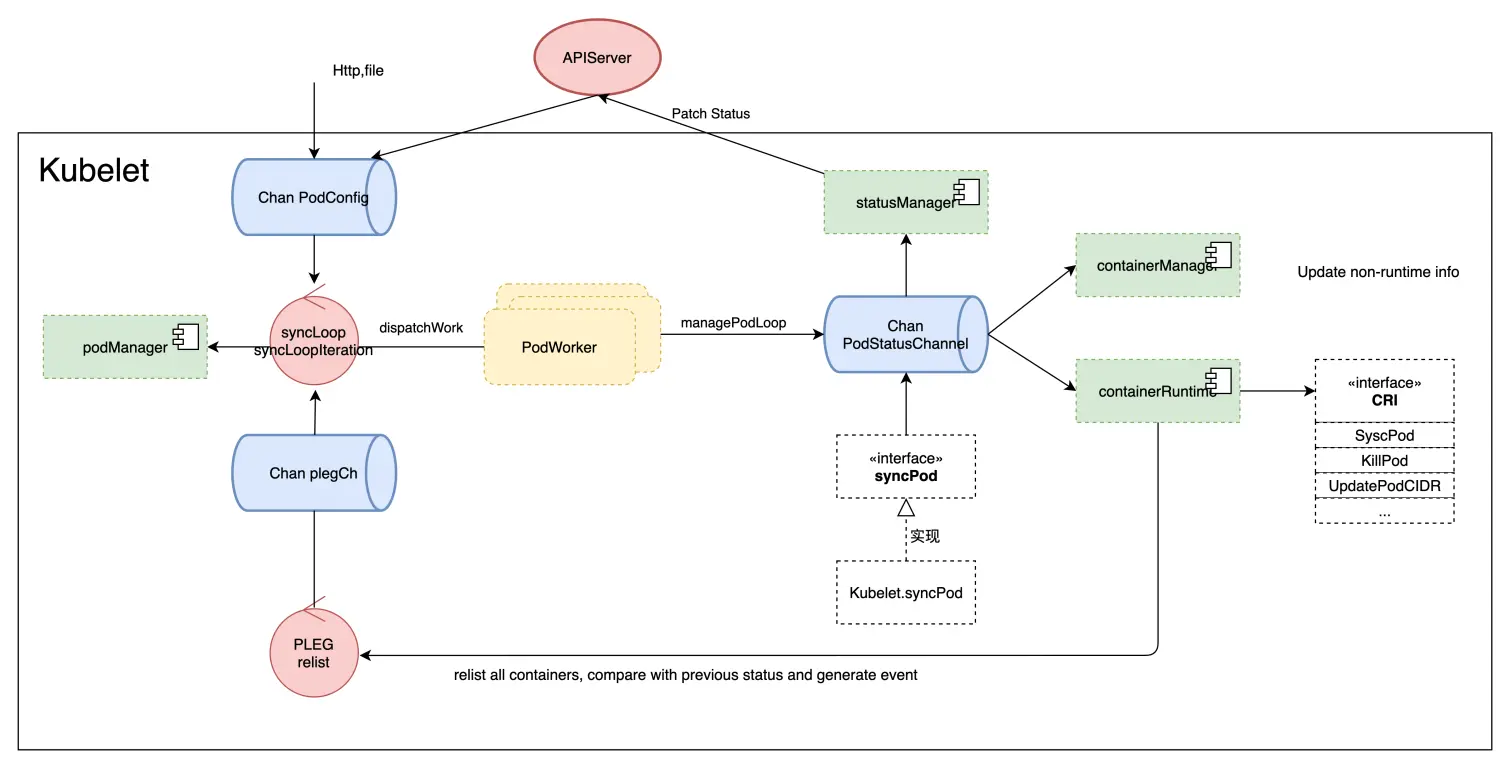 APIServer
Http,file
Patch Status
Kubelet
Chan PodConfig
statusManager
containerManager
Update non-runtime info
syncLoop
syncLoopIteration
dispatchWork
podManager
PodWorker
managePodLoop
Chan
PodStatusChannel
containerRuntime
«interface»
CRI
SyscPod
KillPod
UpdatePodCIDR
...
Chan plegCh
«interface»
syncPod
实现
Kubelet.syncPod
PLEG
relist
relist all containers, compare with previous status and generate event